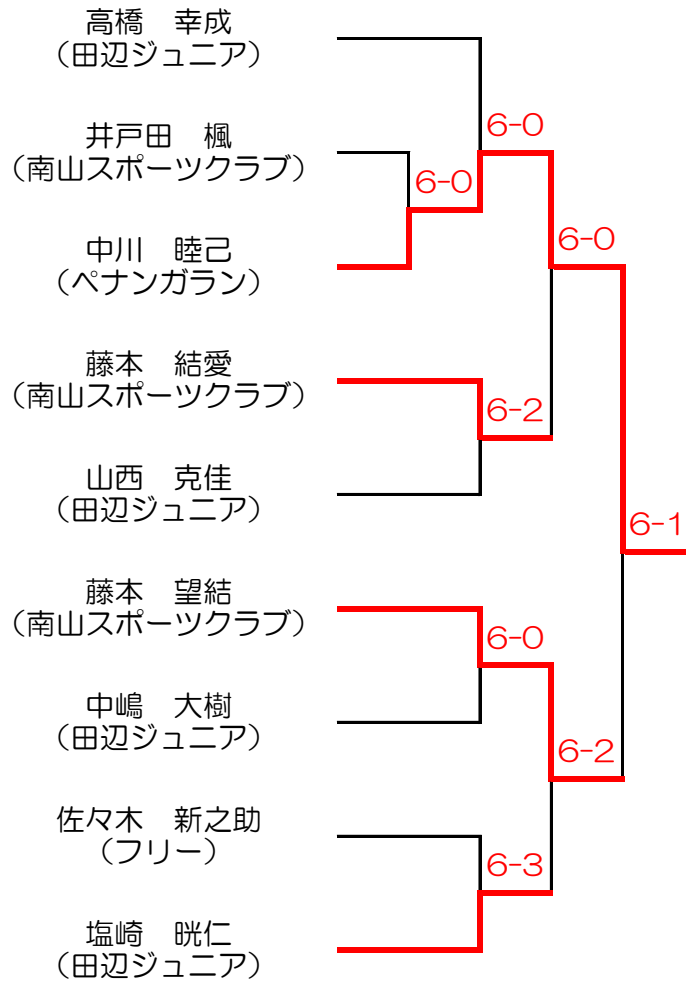 高橋　幸成
（田辺ジュニア）
6-0
井戸田　楓
（南山スポーツクラブ）
6-0
6-0
中川　睦己
（ペナンガラン）
藤本　結愛
（南山スポーツクラブ）
6-2
山西　克佳
（田辺ジュニア）
6-1
藤本　望結
（南山スポーツクラブ）
6-0
中嶋　大樹
（田辺ジュニア）
6-2
佐々木　新之助
（フリー）
6-3
塩崎　晄仁
（田辺ジュニア）